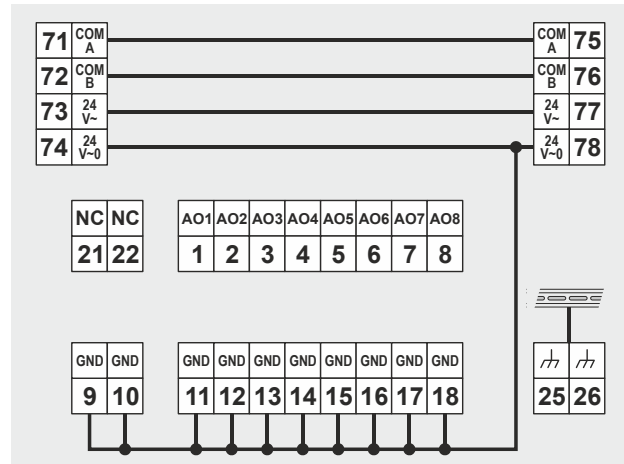 71 COM A COM A 75
72 COM B COM B 76
73 24 V~ 24 V~ 77
74 24 V~0 24 V~0 78
NC NC AO1 AO2 AO3 AO4 AO5 AO6 AO7 AO8
21 22 1 2 3 4 5 6 7 8
GND GND GND GND GND GND GND GND GND GND
9 10 11 12 13 14 15 16 17 18 25 26